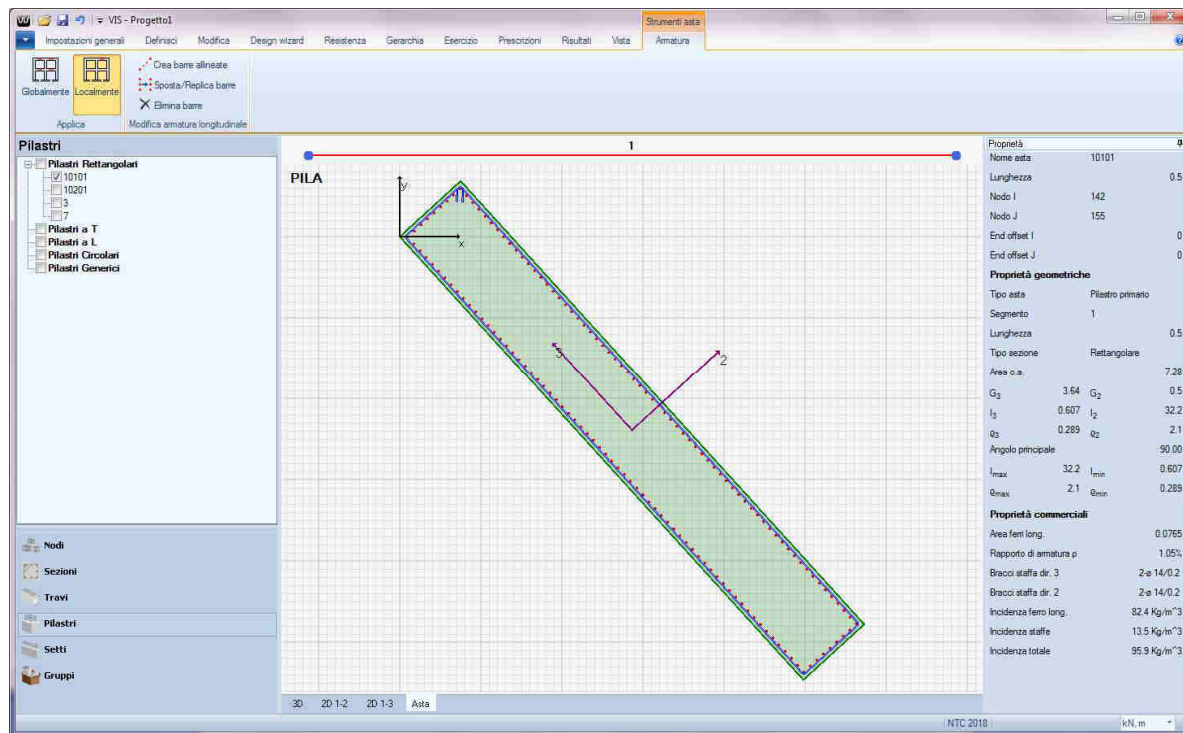 VIS - Progetto1
Strumenti asta
Impostazioni generali Definisci Modifica Design wizard Resistenza Gerarchia Esercizio Prescrizioni Risultati Vista Armatura
Globalmente Localmente
Crea barre allineate
Sposta/Replica barre
Elimina barre
Applica Modifica armatura longitudinale
Pilastri
Pilastri Rettangolari
10101
10201
3
7
Pilastri a T
Pilastri a L
Pilastri Circolari
Pilastri Generici
Nodi
Sezioni
Travi
Pilastri
Setti
Gruppi
1
PILA
y
x
3
2
3D 2D 1-2 2D 1-3 Asta
Proprietà
Nome asta 10101
Lunghezza 0.5
Nodo I 142
Nodo J 155
End offset I 0
End offset J 0
Proprietà geometriche
Tipo asta Pilastro primario
Segmento 1
Lunghezza 0.5
Tipo sezione Rettangolare
Area o.a. 7.28
G3 3.64 G2 0.5
I3 0.607 I2 32.2
ϱ3 0.289 ϱ2 2.1
Angolo principale 90.00
Imax 32.2 Imin 0.607
ϱmax 2.1 ϱmin 0.289
Proprietà commerciali
Area ferri long. 0.0765
Rapporto di armatura ρ 1.05%
Bracci staffa dir. 3 2-ø 14/0.2
Bracci staffa dir. 2 2-ø 14/0.2
Incidenza ferro long. 82.4 Kg/m^3
Incidenza staffe 13.5 Kg/m^3
Incidenza totale 95.9 Kg/m^3
NTC 2018 kN, m